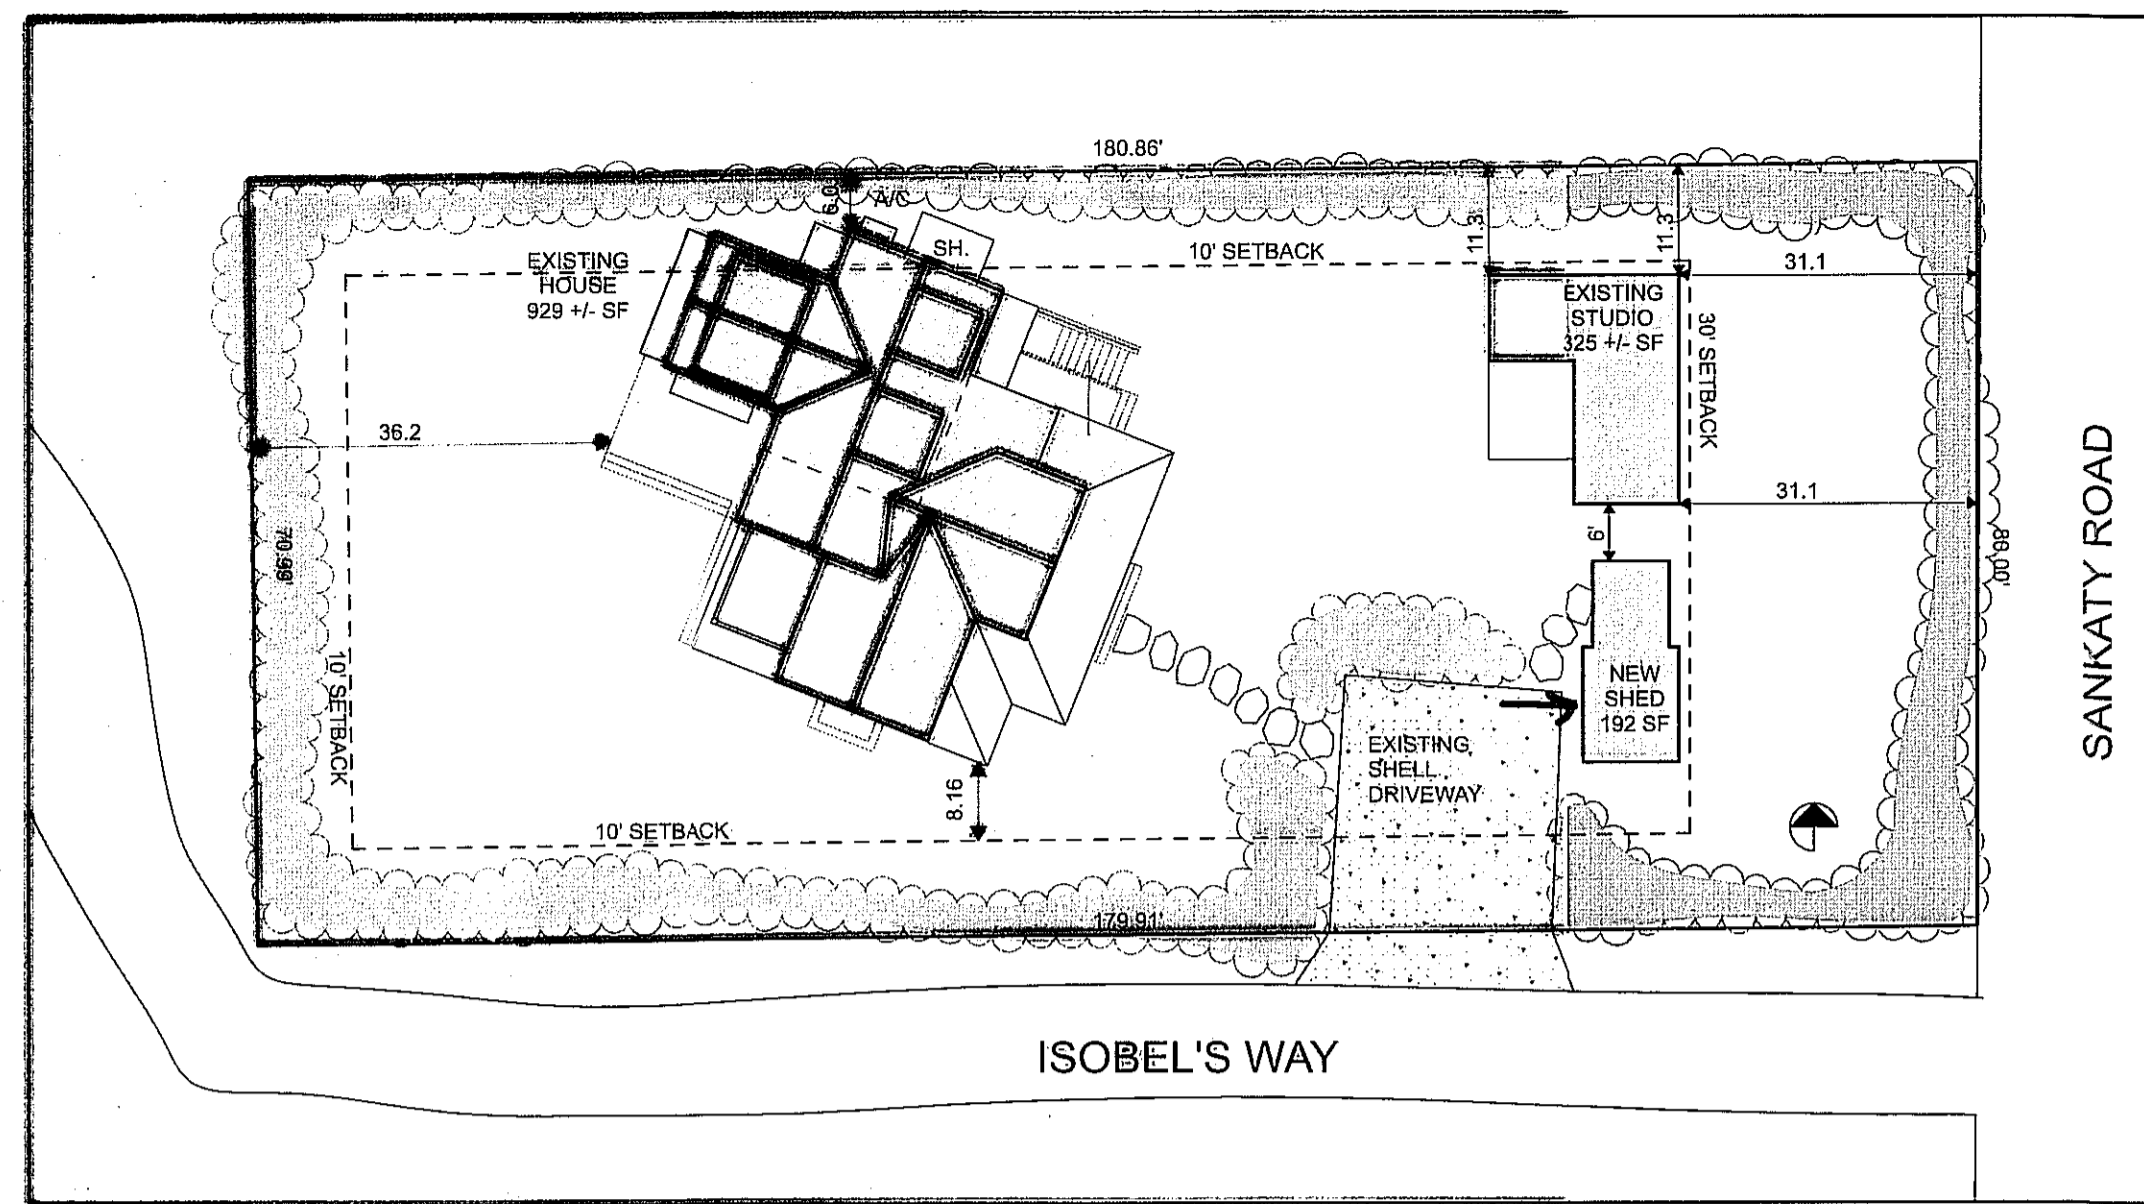 180.86'
6.0
A/C
SH.
10' SETBACK
11.3
11.3
31.1
EXISTING
HOUSE
929 +/- SF
EXISTING
STUDIO
325 +/- SF
30' SETBACK
36.2
31.1
SANKATY ROAD
6'
80.00'
70.99'
10' SETBACK
NEW
SHED
192 SF
EXISTING
SHELL
DRIVEWAY
8.16
10' SETBACK
179.91'
ISOBEL'S WAY